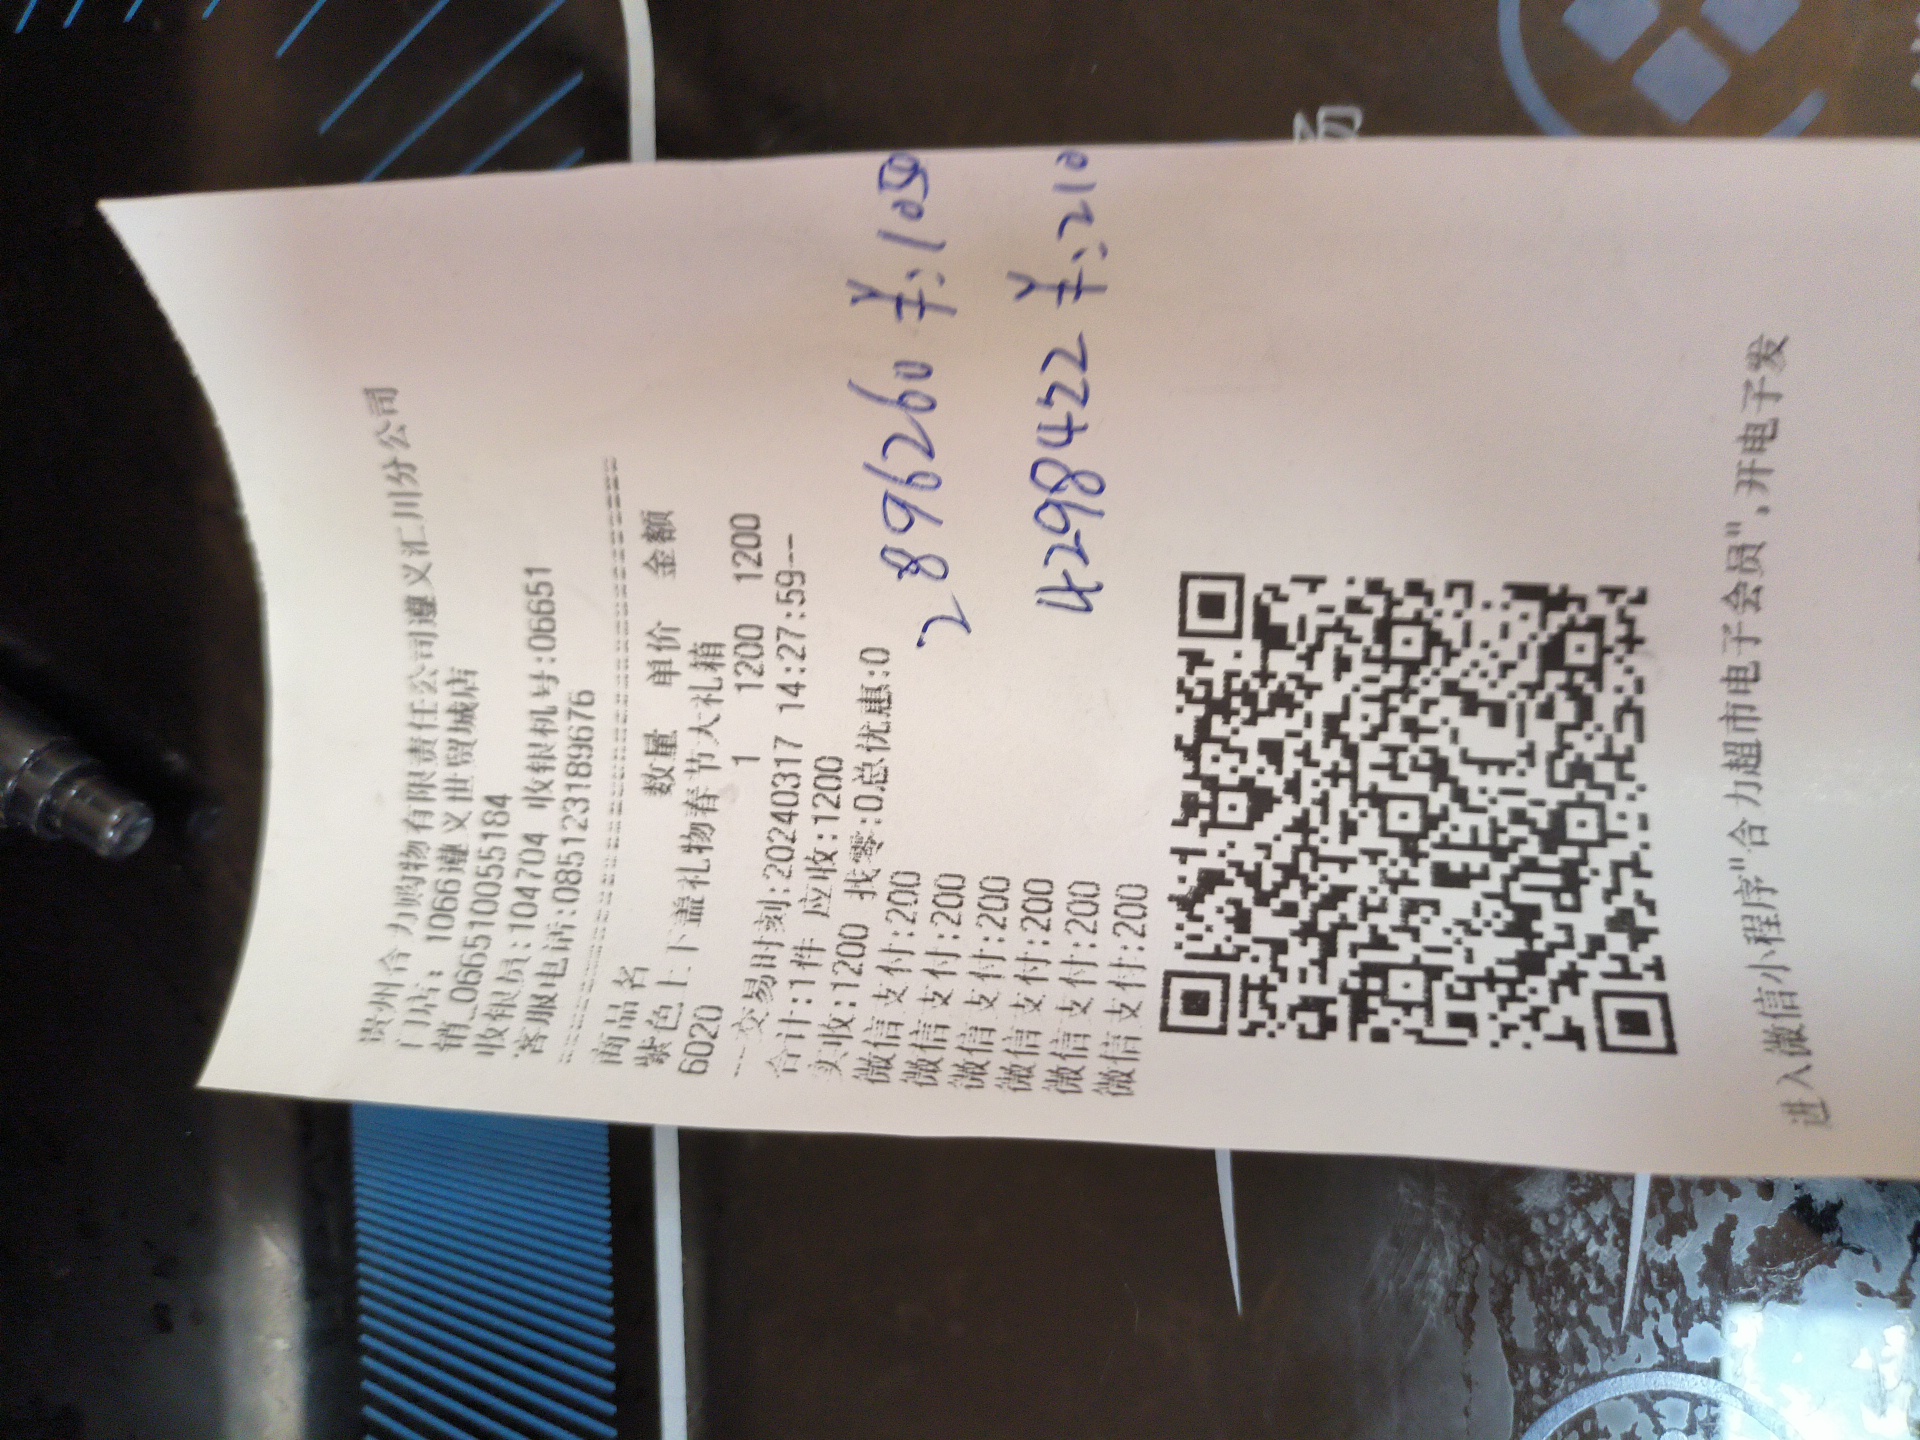 贵州合力购物有限责任公司遵义汇川分公司
门店: 1066遵义世贸城店
销_066510055184
收银员:104704 收银机号:06651
客服电话:085123189676
商品名 数量 单价 金额
紫色上下盖礼物春节大礼箱
6020 1 1200 1200
---交易时刻:20240317 14:27:59---
合计:1件 应收:1200
实收:1200 找零:0总优惠:0
微信支付:200
微信支付:200
微信支付:200
微信支付:200
微信支付:200
微信支付:200
2896260 ¥:1050
4298422 ¥:210
进入微信小程序"合力超市电子会员",开电子发